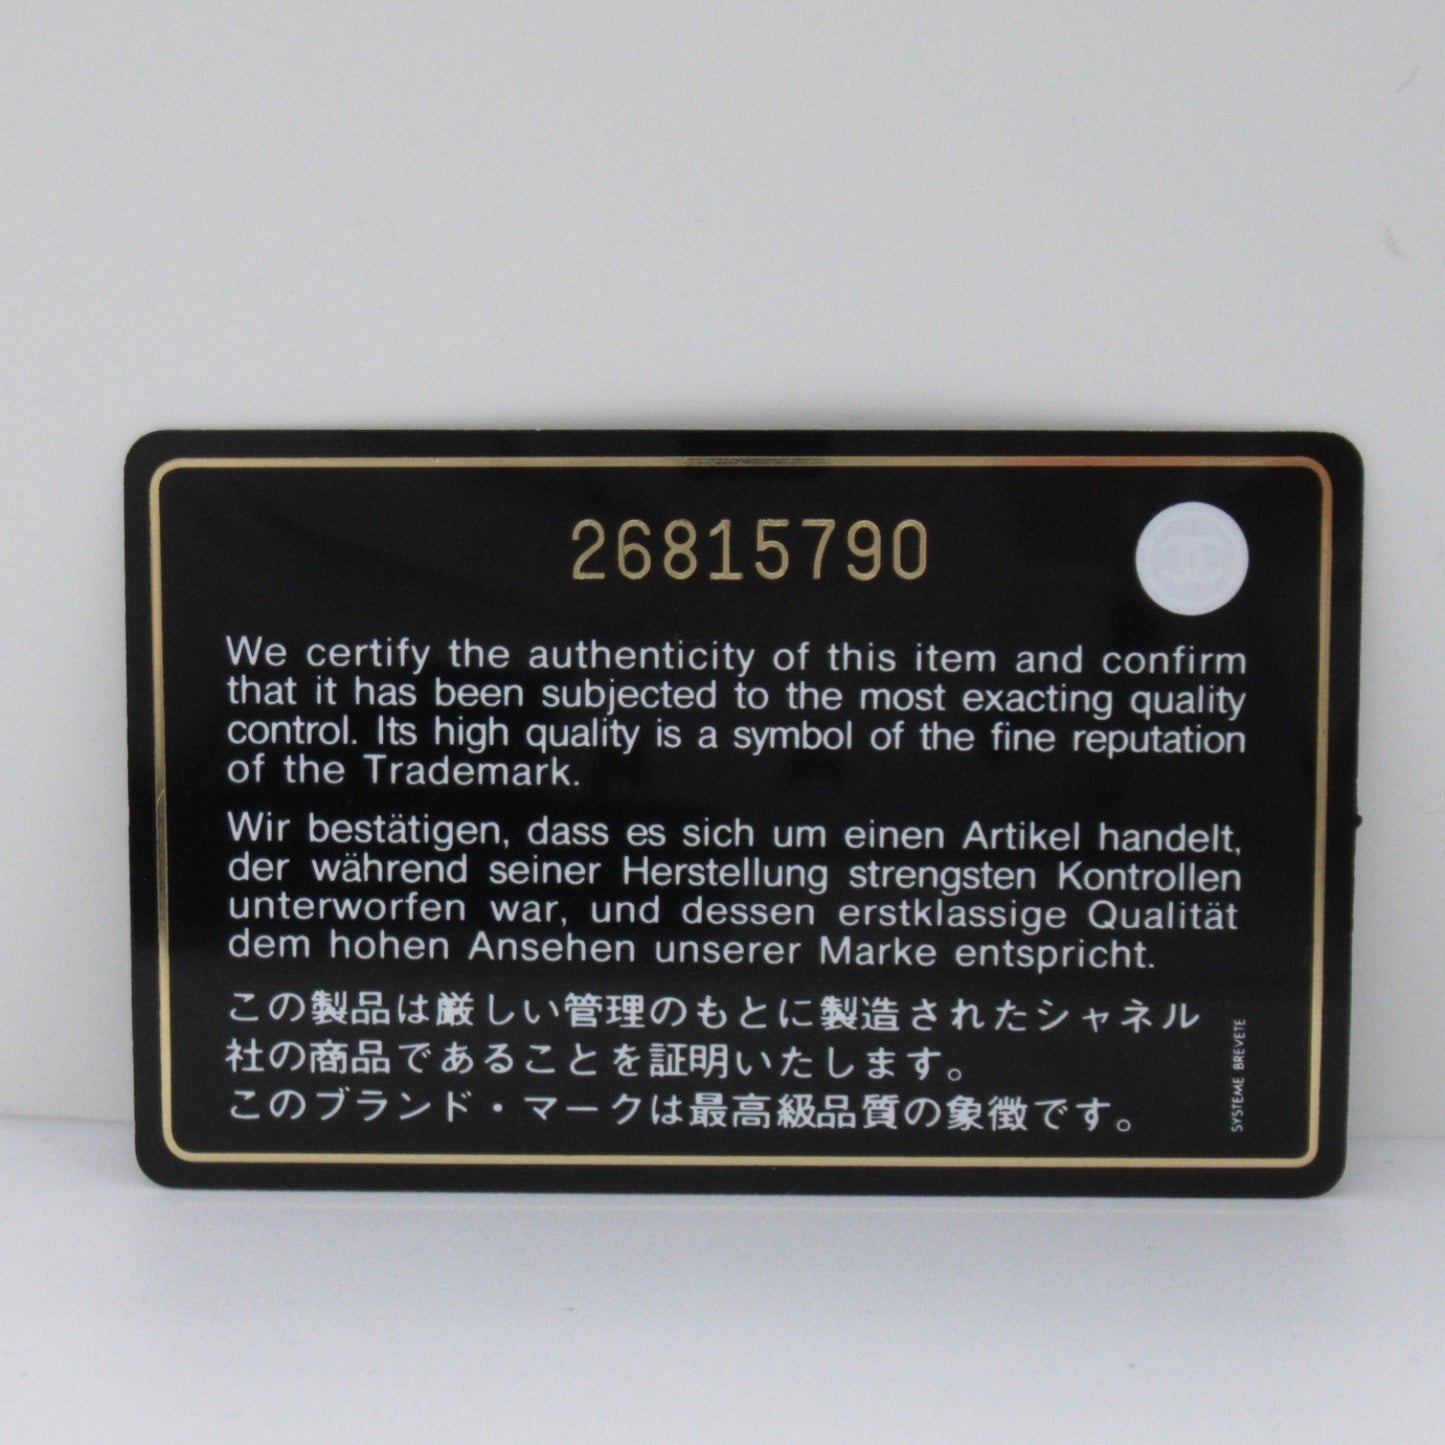 26815790
We certify the authenticity of this item and confirm
that it has been subjected to the most exacting quality
control. Its high quality is a symbol of the fine reputation
of the Trademark.
Wir bestätigen, dass es sich um einen Artikel handelt,
der während seiner Herstellung strengsten Kontrollen
unterworfen war, und dessen erstklassige Qualität
dem hohen Ansehen unserer Marke entspricht.
この製品は厳しい管理のもとに製造されたシャネル
社の商品であることを証明いたします。
このブランド・マークは最高級品質の象徴です。
SYSTEME BREVETE